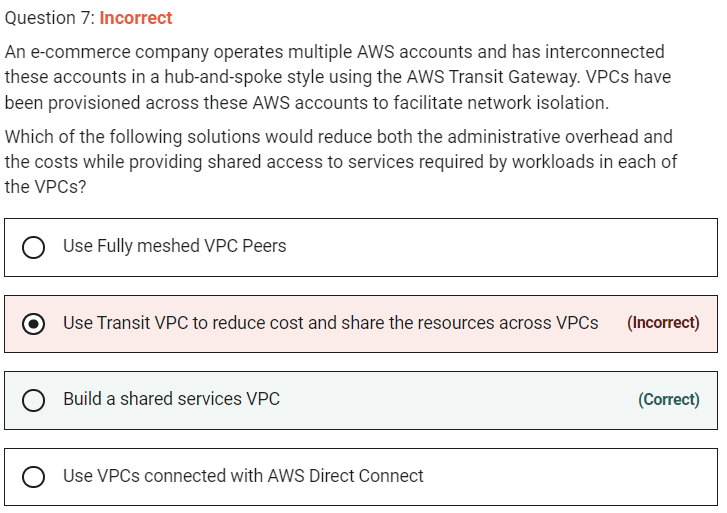 Question 7: Incorrect
An e-commerce company operates multiple AWS accounts and has interconnected
these accounts in a hub-and-spoke style using the AWS Transit Gateway. VPCs have
been provisioned across these AWS accounts to facilitate network isolation.
Which of the following solutions would reduce both the administrative overhead and
the costs while providing shared access to services required by workloads in each of
the VPCs?
Use Fully meshed VPC Peers
Use Transit VPC to reduce cost and share the resources across VPCs (Incorrect)
Build a shared services VPC (Correct)
Use VPCs connected with AWS Direct Connect